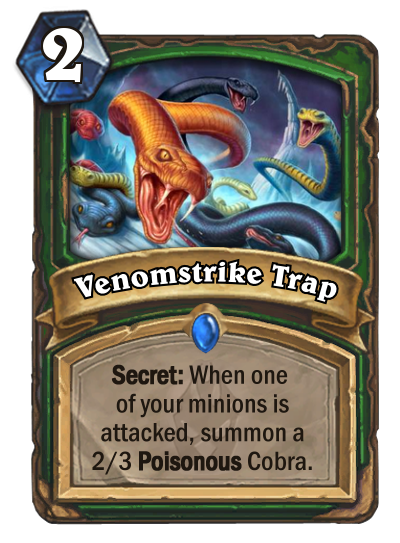 2
Venomstrike Trap
Secret: When one
of your minions is
attacked, summon a
2/3 Poisonous Cobra.